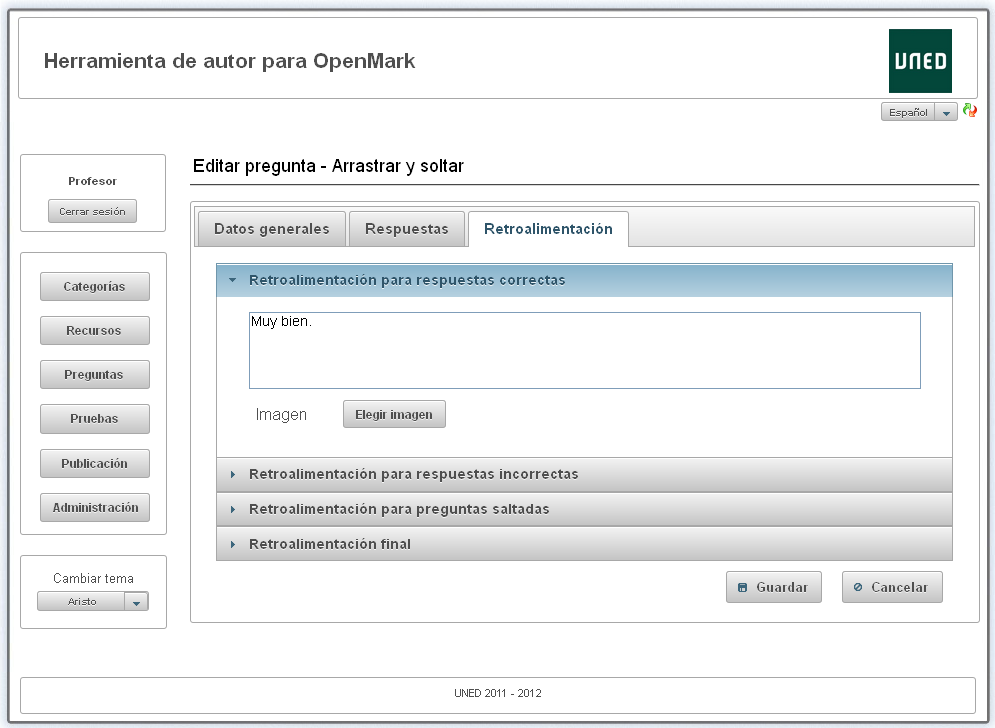 Herramienta de autor para OpenMark
UNED
Español
Profesor
Cerrar sesión
Categorías
Recursos
Preguntas
Pruebas
Publicación
Administración
Cambiar tema
Aristo
Editar pregunta - Arrastrar y soltar
Datos generales Respuestas Retroalimentación
Retroalimentación para respuestas correctas
Muy bien.
Imagen Elegir imagen
Retroalimentación para respuestas incorrectas
Retroalimentación para preguntas saltadas
Retroalimentación final
Guardar Cancelar
UNED 2011 - 2012